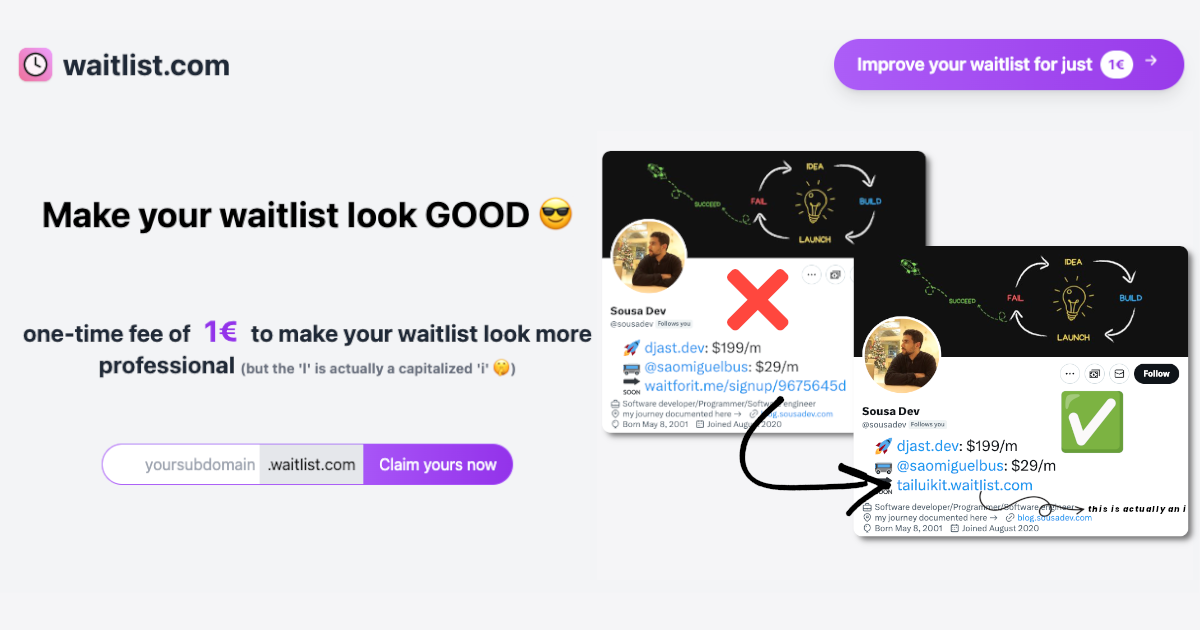 waitlist.com
Improve your waitlist for just 1€ →
Make your waitlist look GOOD 😎
one-time fee of 1€ to make your waitlist look more
professional (but the 'l' is actually a capitalized 'i' 🤫)
yoursubdomain .waitlist.com Claim yours now
IDEA
SUCCEED
FAIL
BUILD
LAUNCH
Sousa Dev
@sousadev Follows you
🚀 djast.dev: $199/m
🚌 @saomiguelbus: $29/m
🔜 waitforit.me/signup/9675645d
Software developer/Programmer/Software engineer
my journey documented here → blog.sousadev.com
Born May 8, 2001 Joined August 2020
IDEA
SUCCEED
FAIL
BUILD
LAUNCH
Follow
Sousa Dev
@sousadev Follows you
🚀 djast.dev: $199/m
🚌 @saomiguelbus: $29/m
SOON tailuikit.waitlist.com
Software developer/Programmer/Software engineer
this is actually an i
my journey documented here → blog.sousadev.com
Born May 8, 2001 Joined August 2020